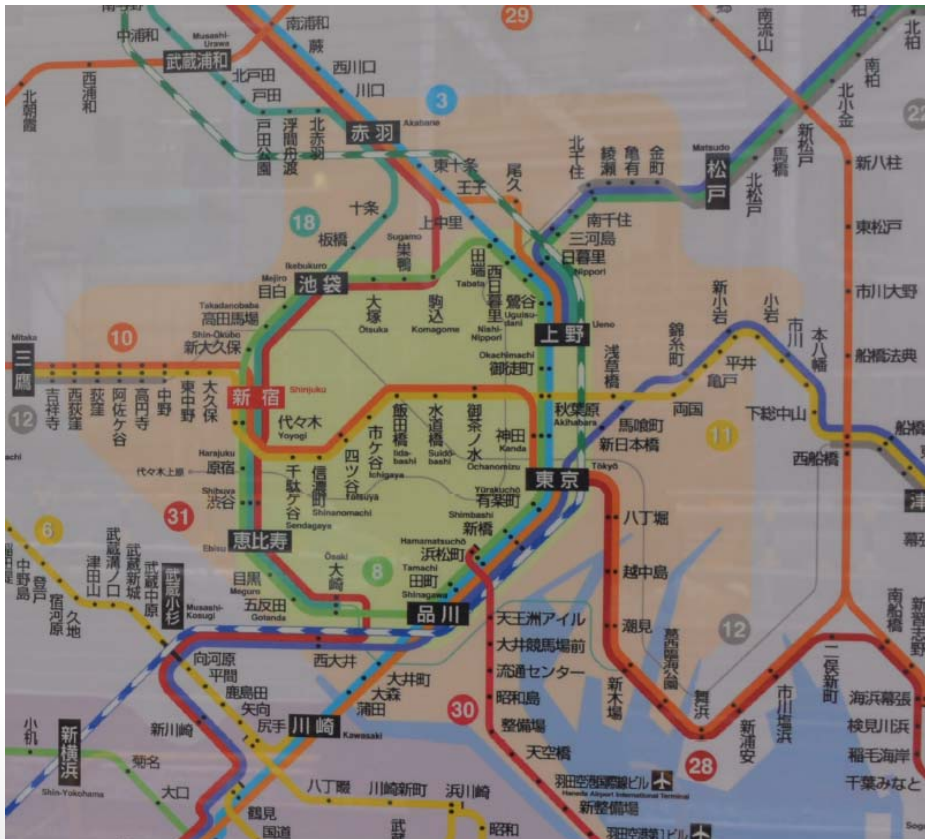 29
南浦和
中浦和
Musashi-Urawa
武蔵浦和
蕨
西川口
川口
北戸田
戸田
西浦和
北朝霞
戸田公園
浮間舟渡
北赤羽
3
赤羽
Akabane
東十条
王子
尾久
上中里
十条
18
板橋
南流山
北柏
南柏
北小金
新松戸
馬橋
北松戸
Matsudo
松戸
22
新八柱
東松戸
市川大野
船橋法典
北千住
綾瀬
亀有
金町
南千住
三河島
日暮里
Nippori
Ikebukuro
池袋
Mejiro
目白
Takadanobaba
高田馬場
Shin-Ōkubo
新大久保
Sugamo
巣鴨
大塚
Ōtsuka
駒込
Komagome
田端
Tabata
西日暮里
Nishi-Nippori
鶯谷
Uguisu-dani
上野
Ueno
Okachimachi
御徒町
浅草橋
錦糸町
新小岩
小岩
平井
亀戸
両国
市川
本八幡
下総中山
西船橋
船橋
津
11
10
Mitaka
三鷹
12
吉祥寺
西荻窪
荻窪
阿佐ケ谷
高円寺
中野
東中野
大久保
新宿
Shinjuku
代々木
Yoyogi
千駄ケ谷
Sendagaya
信濃町
Shinanomachi
四ツ谷
Yotsuya
市ケ谷
Ichigaya
飯田橋
Iida-bashi
水道橋
Suidō-bashi
御茶ノ水
Ochanomizu
秋葉原
Akihabara
神田
Kanda
馬喰町
新日本橋
東京
Tōkyō
Yūrakuchō
有楽町
Shimbashi
新橋
Hamamatsuchō
浜松町
Tamachi
田町
Shinagawa
品川
Harajuku
原宿
代々木上原
Shibuya
渋谷
31
Ebisu
恵比寿
目黒
Meguro
五反田
Gotanda
Ōsaki
大崎
8
八丁堀
越中島
潮見
新木場
葛西臨海公園
舞浜
新浦安
市川塩浜
二俣新町
南船橋
新習志野
海浜幕張
検見川浜
稲毛海岸
千葉みなと
12
28
天王洲アイル
大井競馬場前
流通センター
昭和島
整備場
天空橋
羽田空港国際線ビル
Haneda Airport International Terminal
新整備場
羽田空港第1ビル
30
6
中野島
登戸
宿河原
久地
津田山
武蔵溝ノ口
武蔵新城
武蔵中原
武蔵小杉
Musashi-Kosugi
向河原
平間
鹿島田
矢向
尻手
西大井
大井町
大森
蒲田
川崎
Kawasaki
新川崎
小机
新横浜
Shin-Yokohama
菊名
大口
鶴見
国道
八丁畷
川崎新町
浜川崎
昭和